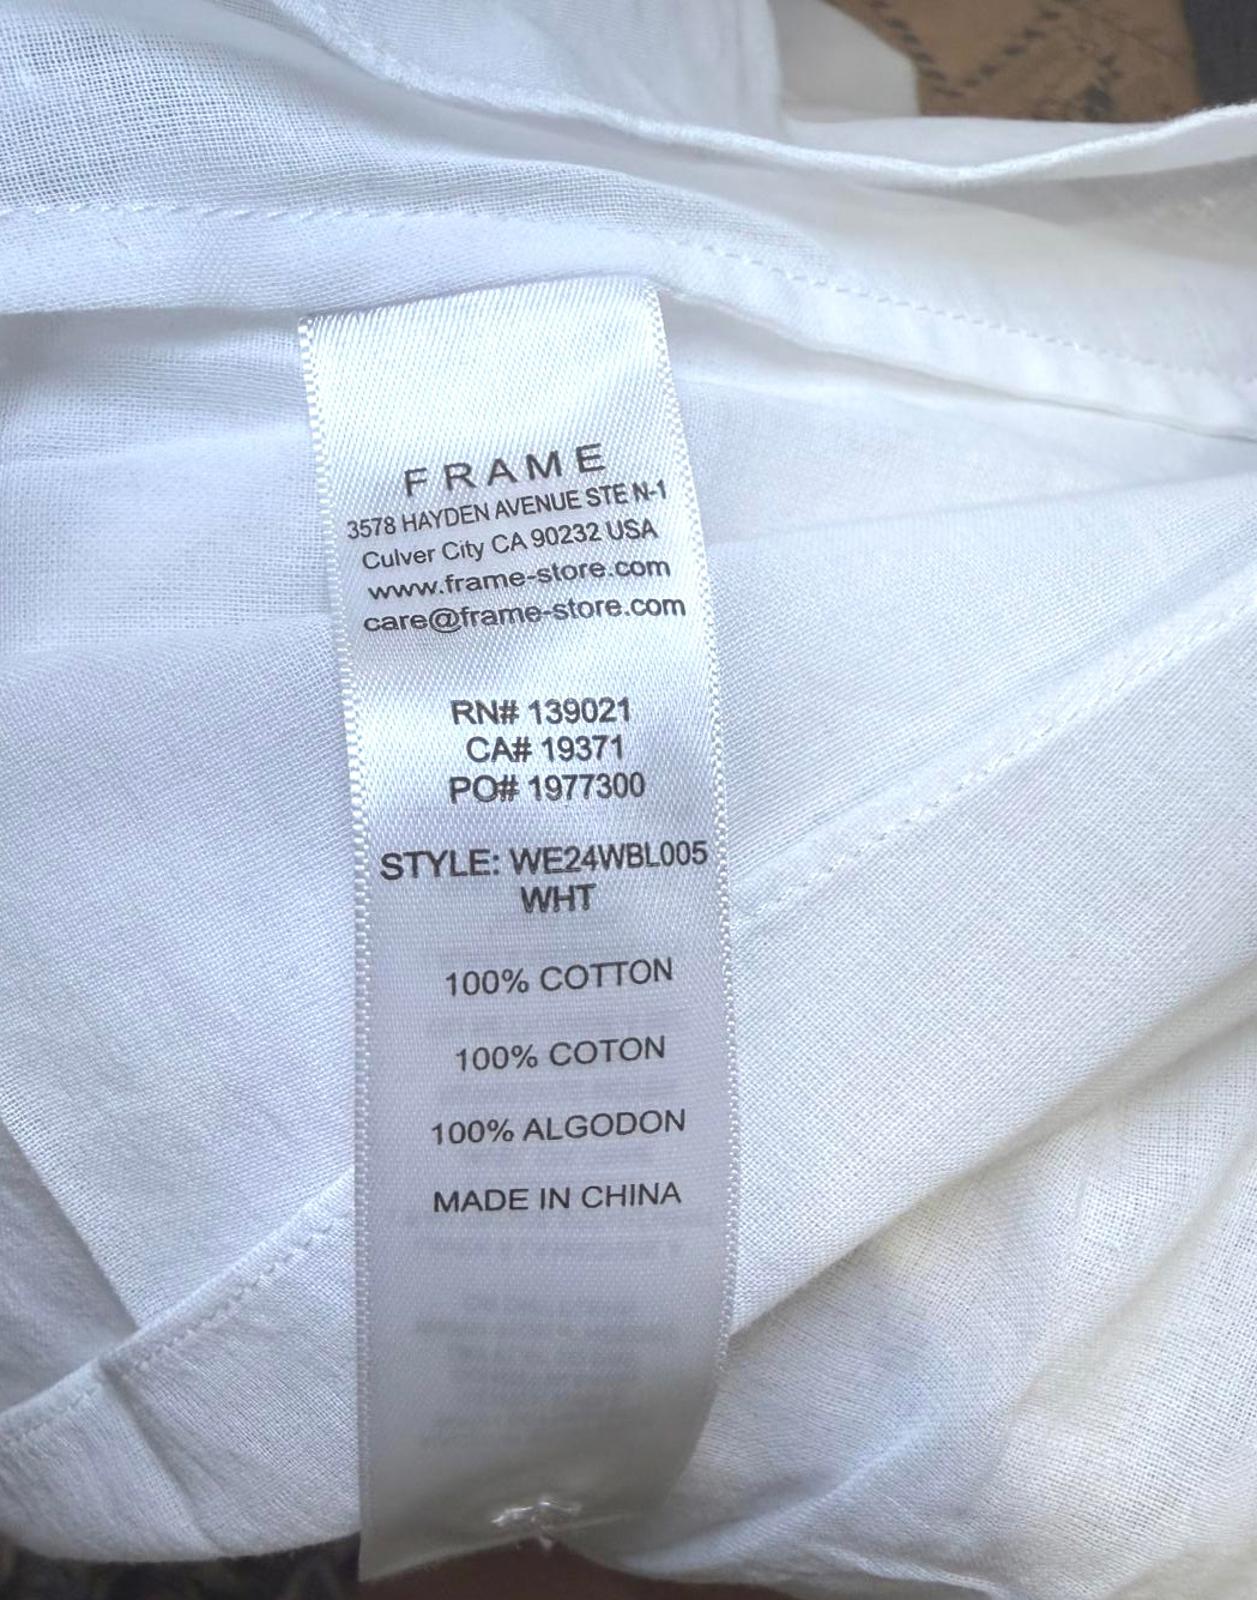 FRAME
3578 HAYDEN AVENUE STE N-1
Culver City CA 90232 USA
www.frame-store.com
care@frame-store.com
RN# 139021
CA# 19371
PO# 1977300
STYLE: WE24WBL005
WHT
100% COTTON
100% COTON
100% ALGODON
MADE IN CHINA